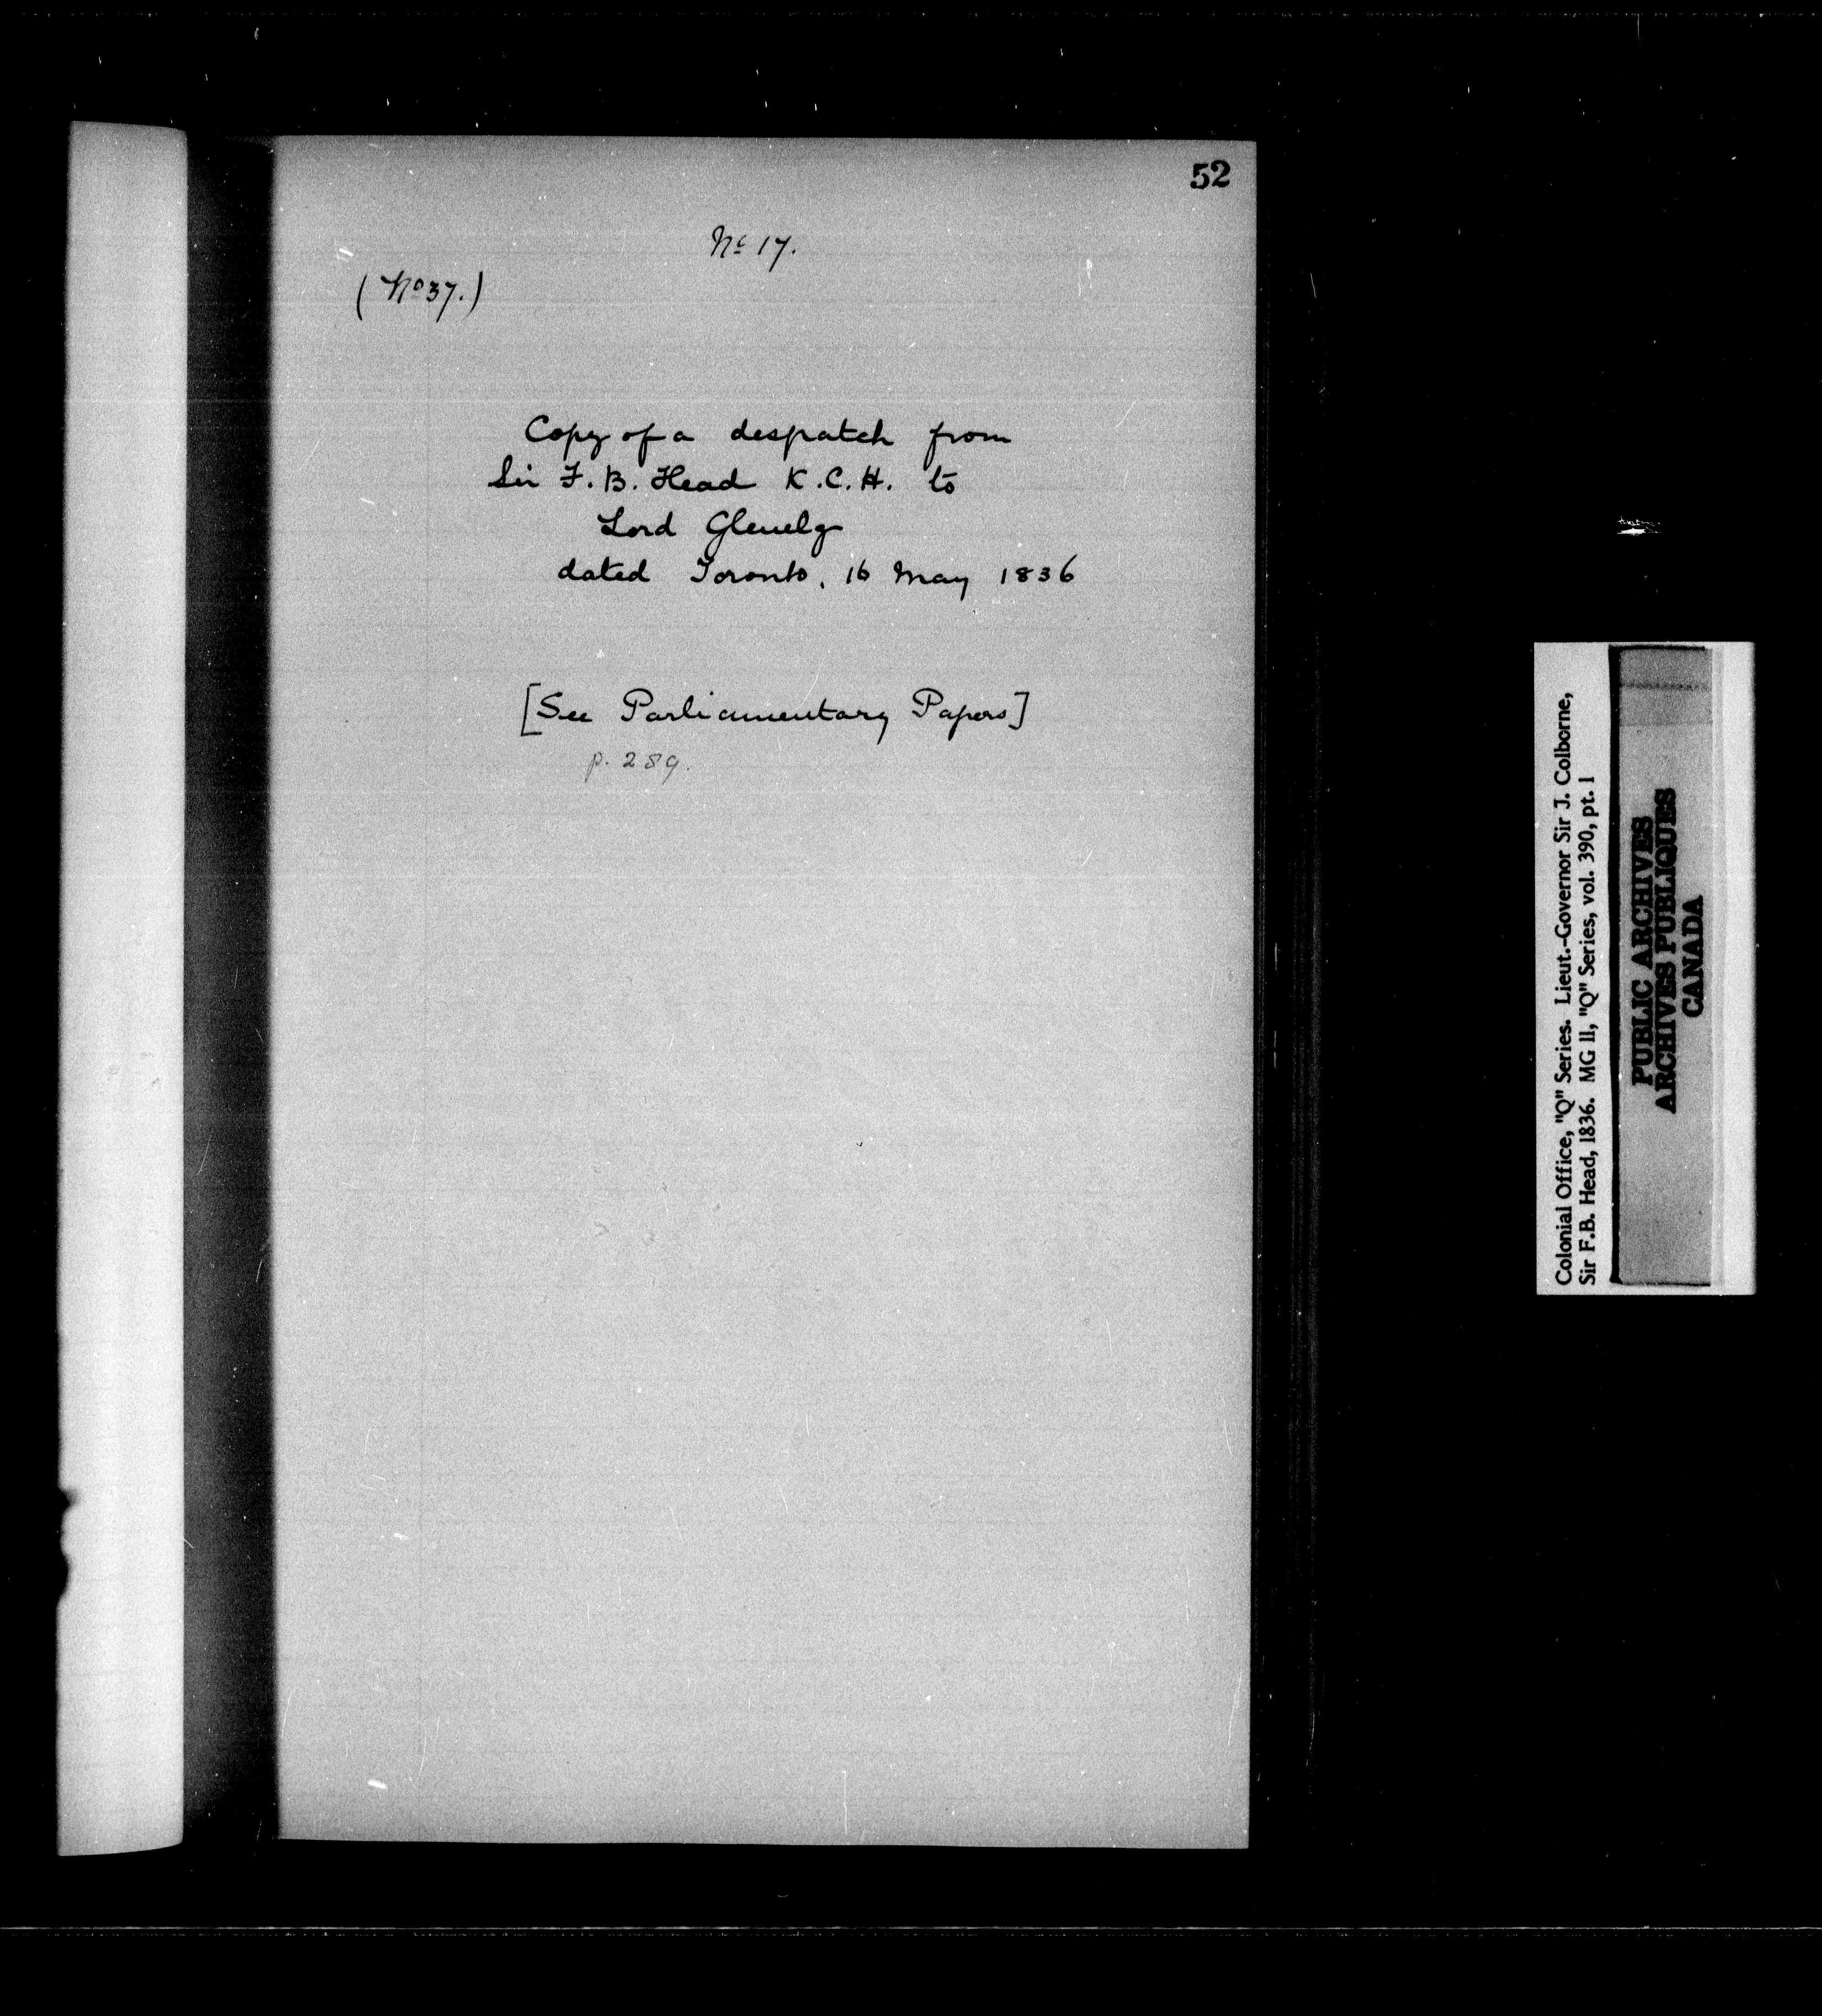 52
No 17.
(No 37.)
Copy of a despatch from
Sir F. B. Head K.C.H. to
Lord Glenelg
dated Toronto, 16 May 1836
[See Parliamentary Papers]
p. 289.
Colonial Office, "Q" Series. Lieut.-Governor Sir J. Colborne,
Sir F.B. Head, 1836. MG 11, "Q" Series, vol. 390, pt. 1
PUBLIC ARCHIVES
ARCHIVES PUBLIQUES
CANADA